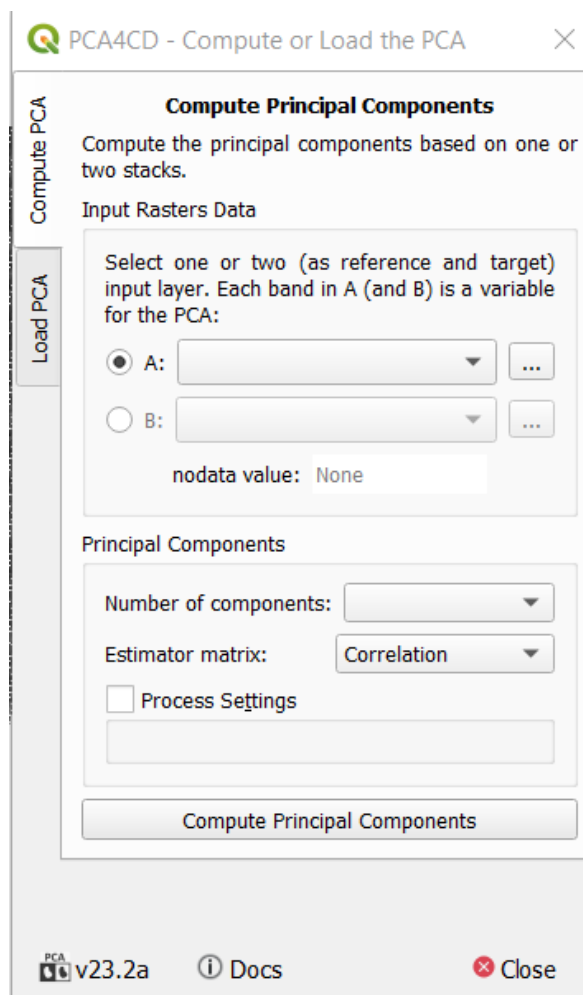 PCA4CD - Compute or Load the PCA
Compute PCA
Load PCA
Compute Principal Components
Compute the principal components based on one or
two stacks.
Input Rasters Data
Select one or two (as reference and target)
input layer. Each band in A (and B) is a variable
for the PCA:
A:
...
B:
...
nodata value: None
Principal Components
Number of components:
Estimator matrix: Correlation
Process Settings
Compute Principal Components
PCA v23.2a
Docs
Close